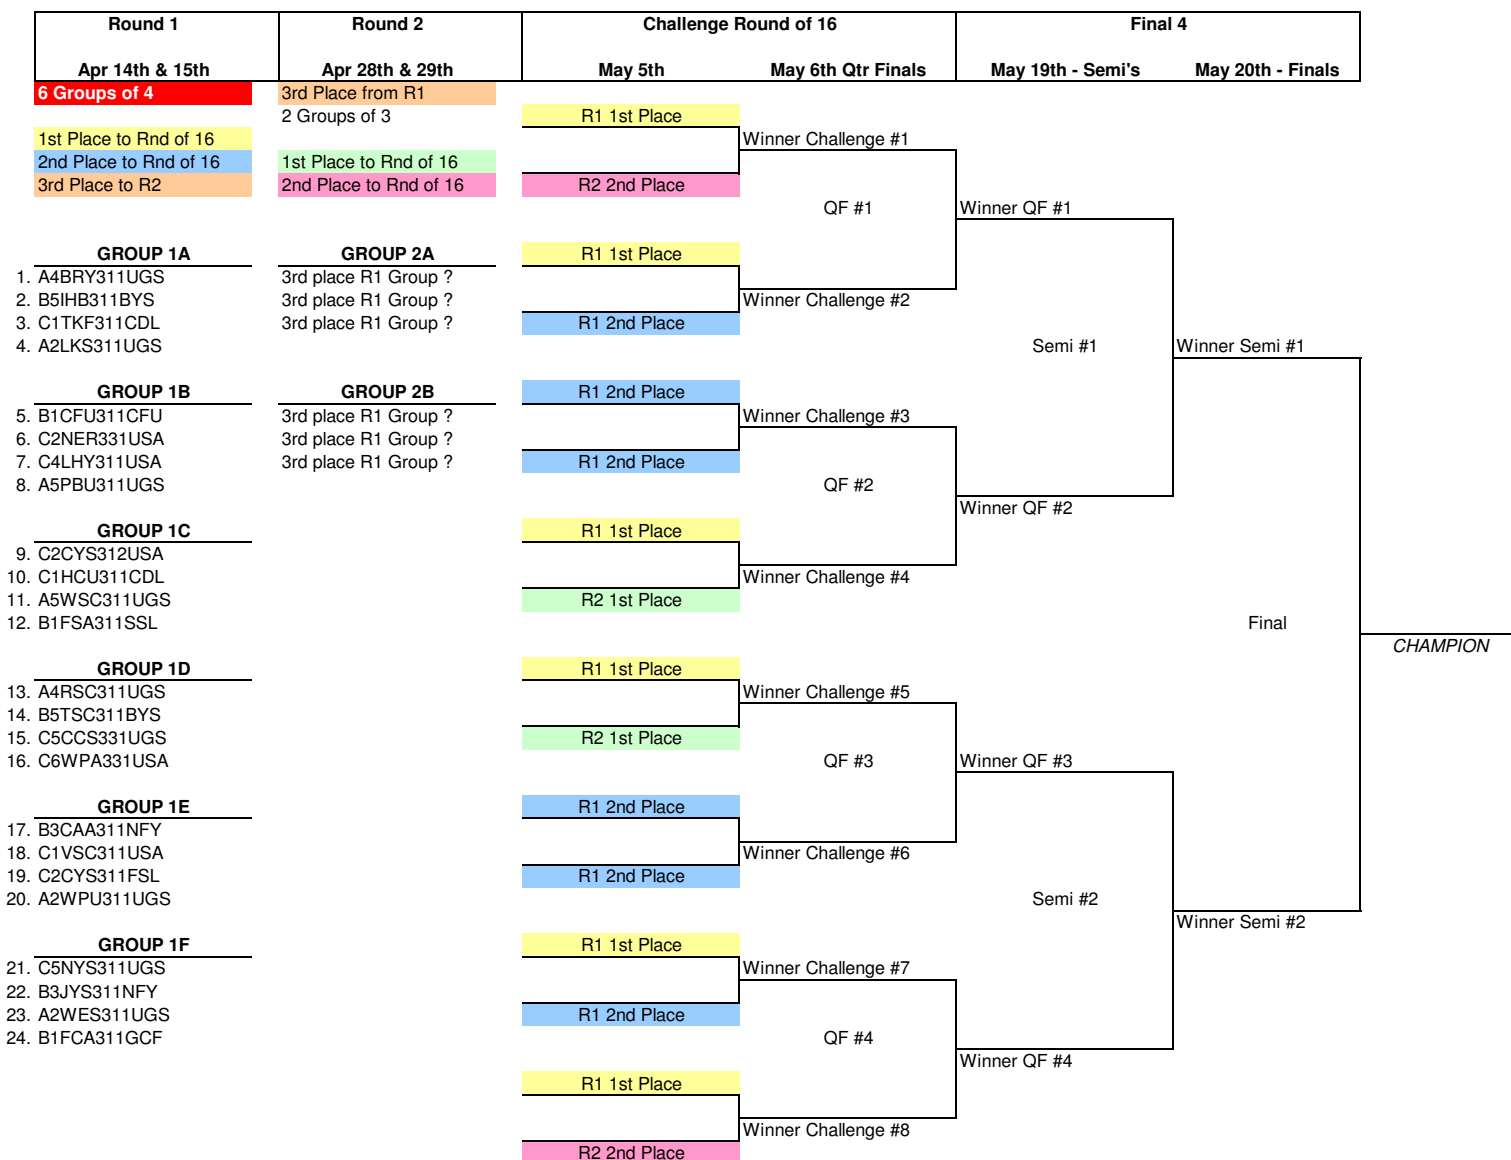 Round 1 Round 2 Challenge Round of 16 Final 4
Apr 14th & 15th Apr 28th & 29th May 5th May 6th Qtr Finals May 19th - Semi's May 20th - Finals
6 Groups of 4 3rd Place from R1
2 Groups of 3 R1 1st Place
1st Place to Rnd of 16 Winner Challenge #1
2nd Place to Rnd of 16 1st Place to Rnd of 16
3rd Place to R2 2nd Place to Rnd of 16 R2 2nd Place
QF #1 Winner QF #1
GROUP 1A GROUP 2A R1 1st Place
1. A4BRY311UGS 3rd place R1 Group ?
2. B5IHB311BYS 3rd place R1 Group ? Winner Challenge #2
3. C1TKF311CDL 3rd place R1 Group ? R1 2nd Place
4. A2LKS311UGS Semi #1 Winner Semi #1
GROUP 1B GROUP 2B R1 2nd Place
5. B1CFU311CFU 3rd place R1 Group ? Winner Challenge #3
6. C2NER331USA 3rd place R1 Group ?
7. C4LHY311USA 3rd place R1 Group ? R1 2nd Place
8. A5PBU311UGS QF #2
Winner QF #2
GROUP 1C R1 1st Place
9. C2CYS312USA
10. C1HCU311CDL Winner Challenge #4
11. A5WSC311UGS R2 1st Place
12. B1FSA311SSL Final
CHAMPION
GROUP 1D R1 1st Place
13. A4RSC311UGS Winner Challenge #5
14. B5TSC311BYS
15. C5CCS331UGS R2 1st Place
16. C6WPA331USA QF #3 Winner QF #3
GROUP 1E R1 2nd Place
17. B3CAA311NFY
18. C1VSC311USA Winner Challenge #6
19. C2CYS311FSL R1 2nd Place
20. A2WPU311UGS Semi #2
Winner Semi #2
GROUP 1F R1 1st Place
21. C5NYS311UGS Winner Challenge #7
22. B3JYS311NFY
23. A2WES311UGS R1 2nd Place
24. B1FCA311GCF QF #4
Winner QF #4
R1 1st Place
Winner Challenge #8
R2 2nd Place